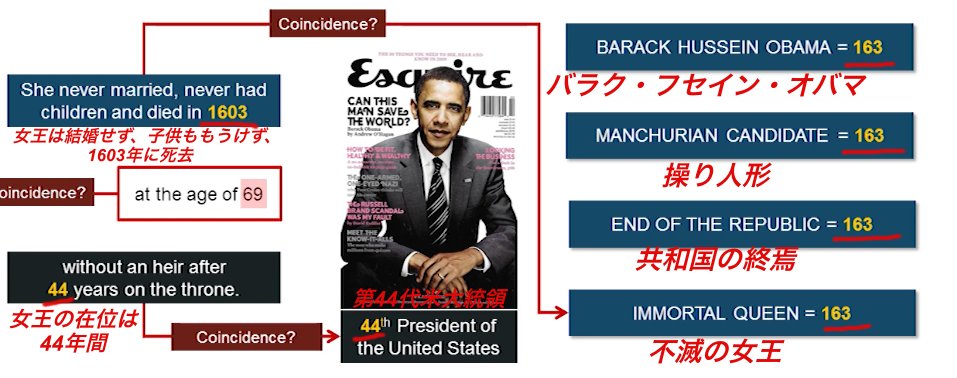 Coincidence?
She never married, never had
children and died in 1603
女王は結婚せず、子供ももうけず、
1603年に死去
oincidence?
at the age of 69
without an heir after
44 years on the throne.
女王の在位は
44年間
Coincidence?
THE 39 THINGS YOU NEED TO SEE, HEAR AND
KNOW IN 2009
Esquire
CAN THIS
MAN SAVE
THE WORLD?
Barack Obama
by Andrew O'Hagan
HOW TO BE FIT,
HEALTHY & WEALTHY
THE ONE-ARMED,
ONE-EYED 'NAZI'
THE RUSSELL
BRAND SCANDAL
WAS MY FAULT
MEET THE
KNOW-IT-ALLS
LOOKING
THE BUSINESS
第44代米大統領
44th President of
the United States
BARACK HUSSEIN OBAMA = 163
バラク・フセイン・オバマ
MANCHURIAN CANDIDATE = 163
操り人形
END OF THE REPUBLIC = 163
共和国の終焉
IMMORTAL QUEEN = 163
不滅の女王